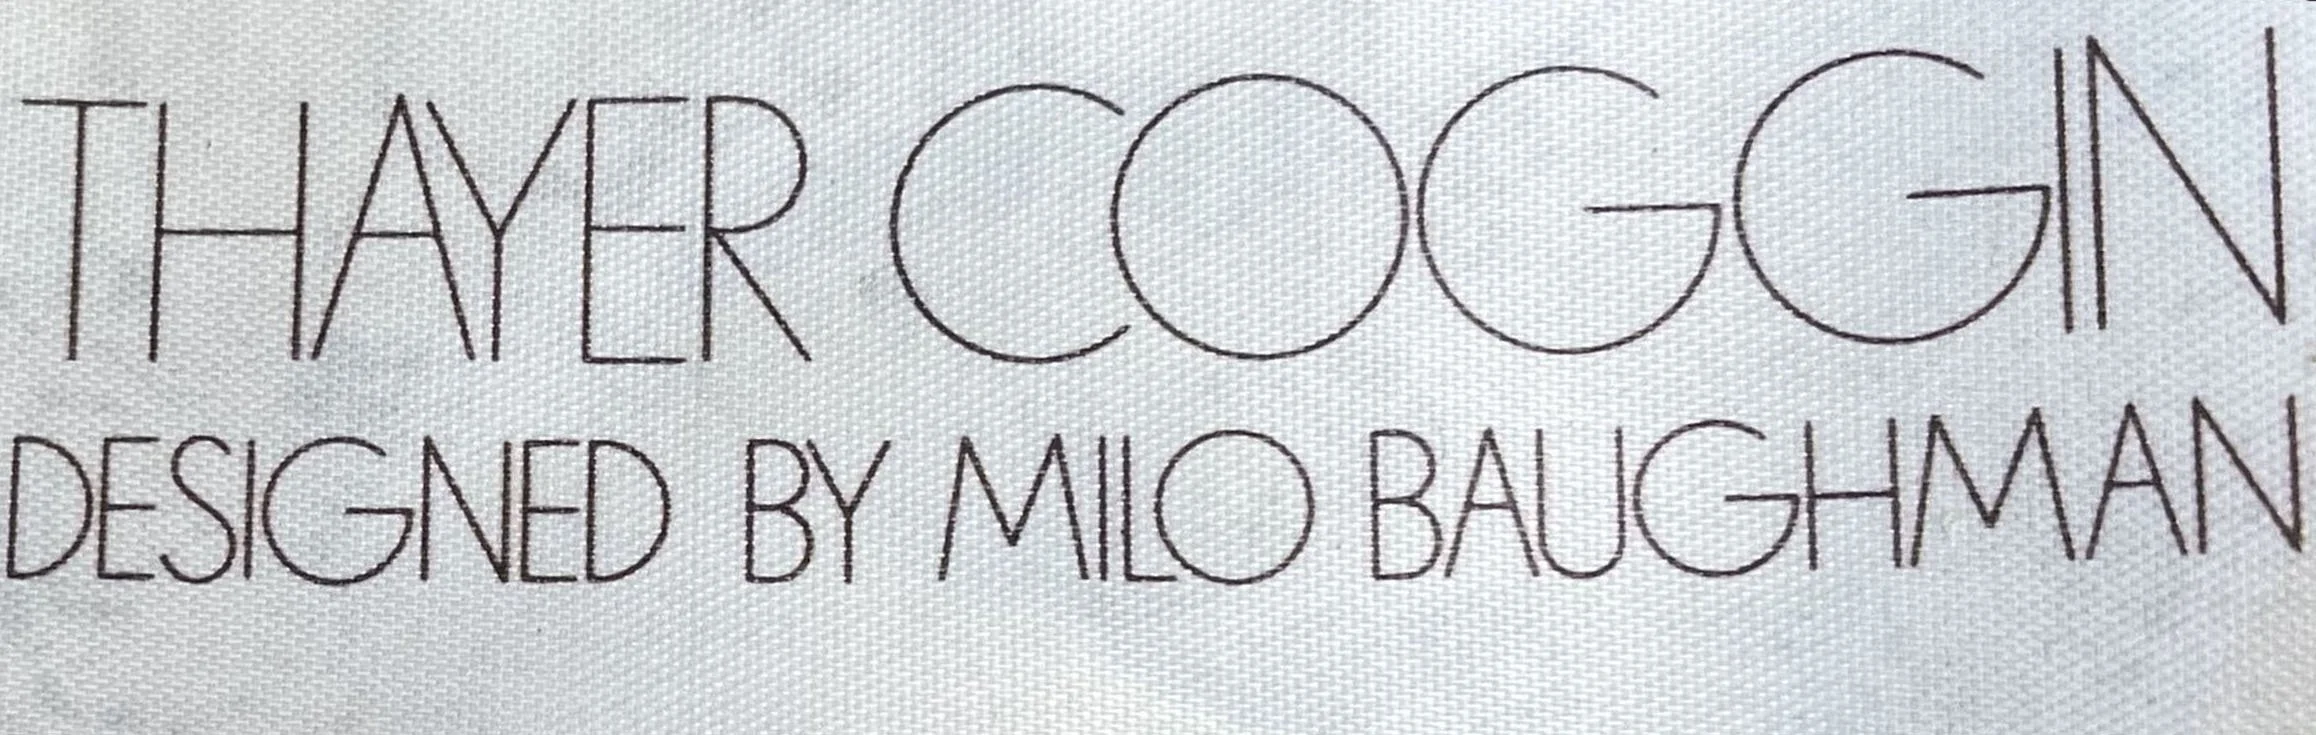 THAYER COGGIN
DESIGNED BY MILO BAUGHMAN